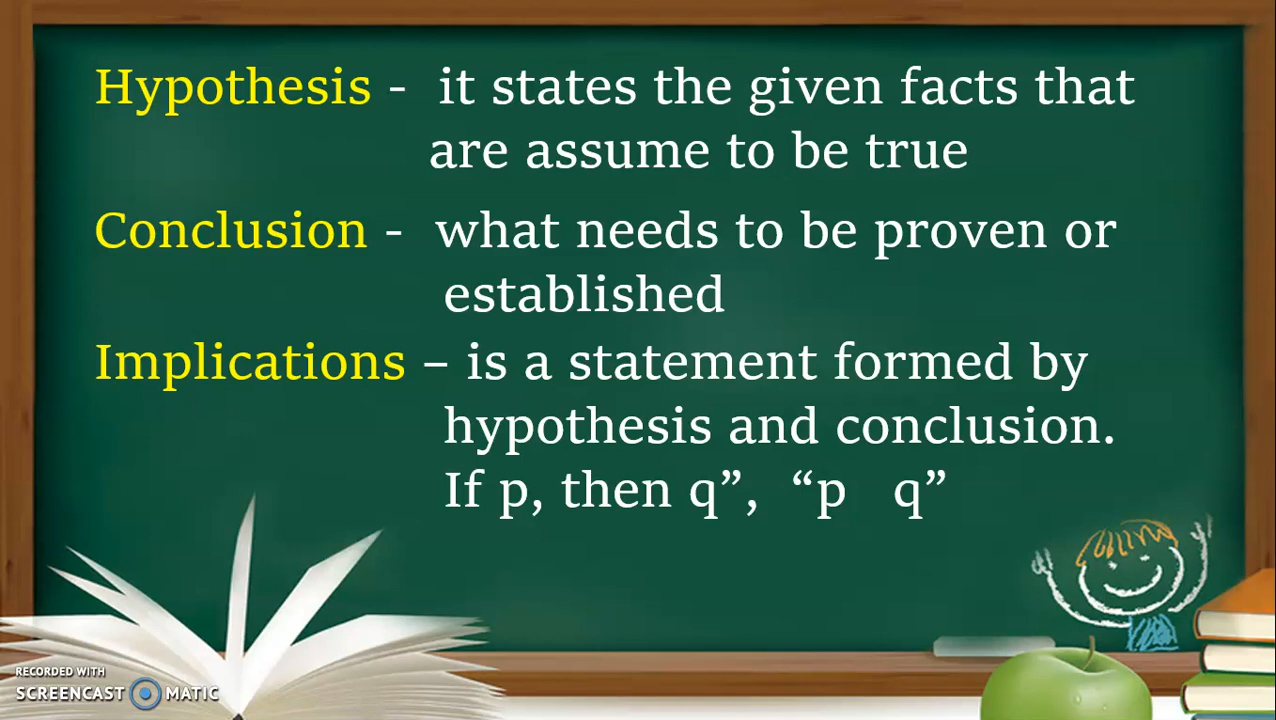 Hypothesis - it states the given facts that
are assume to be true
Conclusion - what needs to be proven or
established
Implications – is a statement formed by
hypothesis and conclusion.
If p, then q”, “p q”
RECORDED WITH
SCREENCAST MATIC